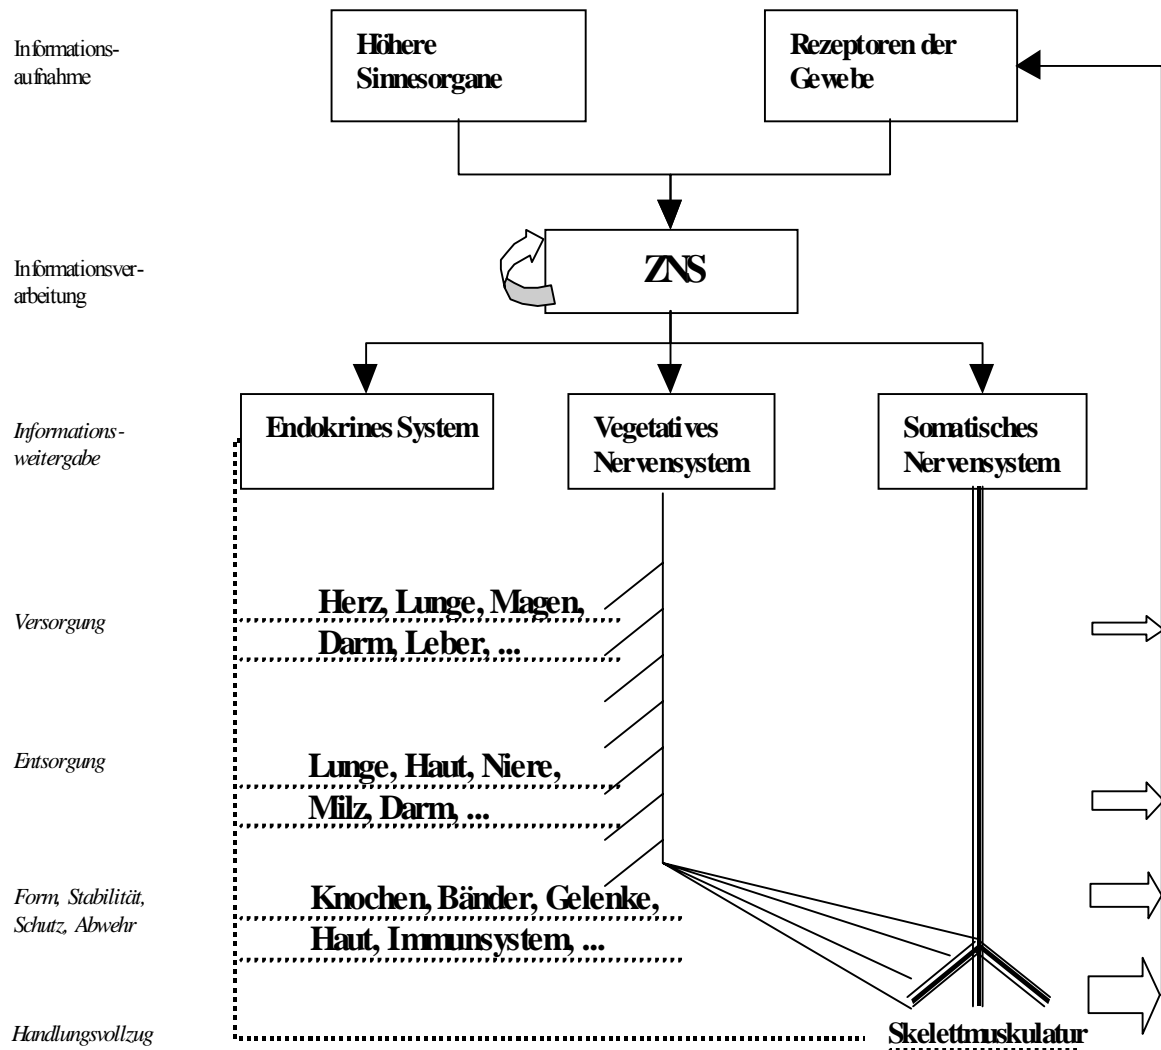 Informations-
aufnahme
Höhere
Sinnesorgane
Rezeptoren der
Gewebe
Informationsver-
arbeitung
ZNS
Informations-
weitergabe
Endokrines System
Vegetatives
Nervensystem
Somatisches
Nervensystem
Versorgung
Herz, Lunge, Magen,
Darm, Leber, ...
Entsorgung
Lunge, Haut, Niere,
Milz, Darm, ...
Form, Stabilität,
Schutz, Abwehr
Knochen, Bänder, Gelenke,
Haut, Immunsystem, ...
Handlungsvollzug
Skelettmuskulatur